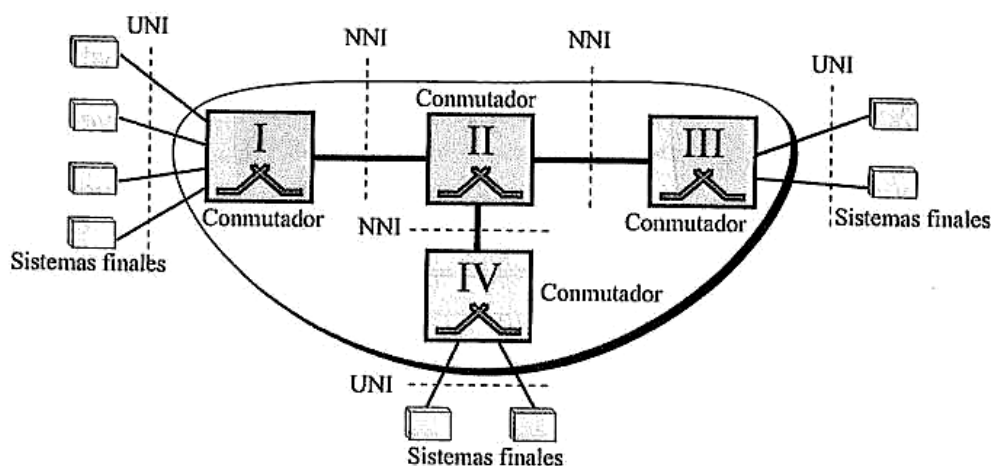 UNI
NNI
NNI
UNI
Conmutador
I
II
III
Conmutador
Conmutador
Sistemas finales
NNI
Sistemas finales
IV
Conmutador
UNI
Sistemas finales